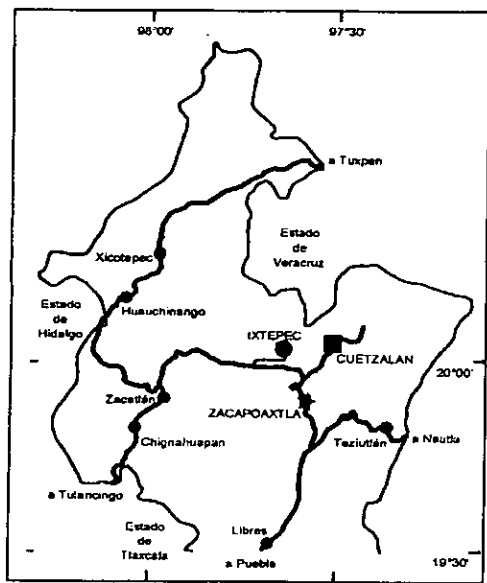 98°00'
97°30'
a Tuxpan
Estado
de
Veracruz
Xicotepec
Estado
de
Hidalgo
Huauchinango
IXTEPEC
CUETZALAN
20°00'
Zacatlán
ZACAPOAXTLA
Chignahuapan
Teziutlán
a Nautla
a Tulancingo
Estado
de
Tlaxcala
Libres
a Puebla
19°30'